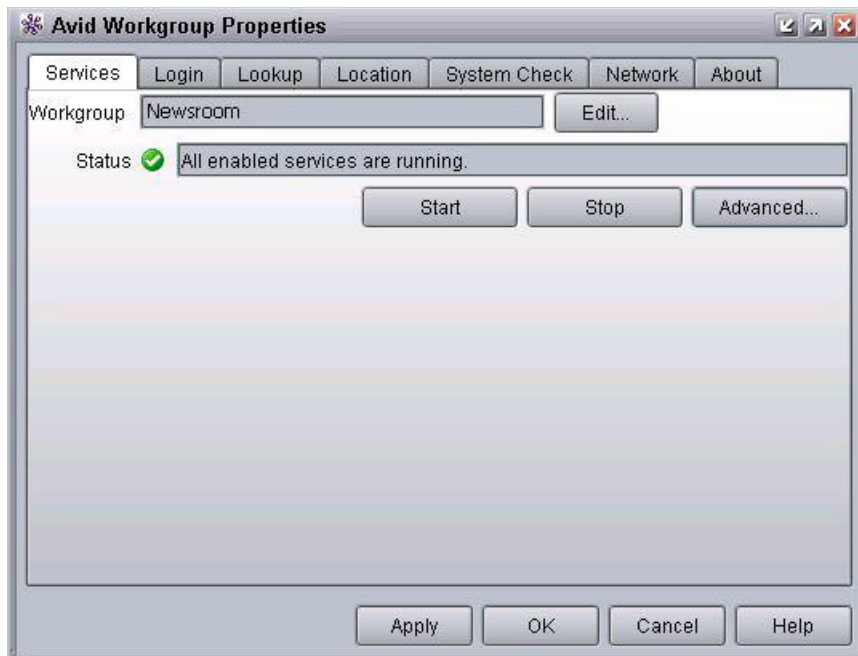 Avid Workgroup Properties
Services Login Lookup Location System Check Network About
Workgroup Newsroom Edit...
Status All enabled services are running.
Start Stop Advanced...
Apply OK Cancel Help